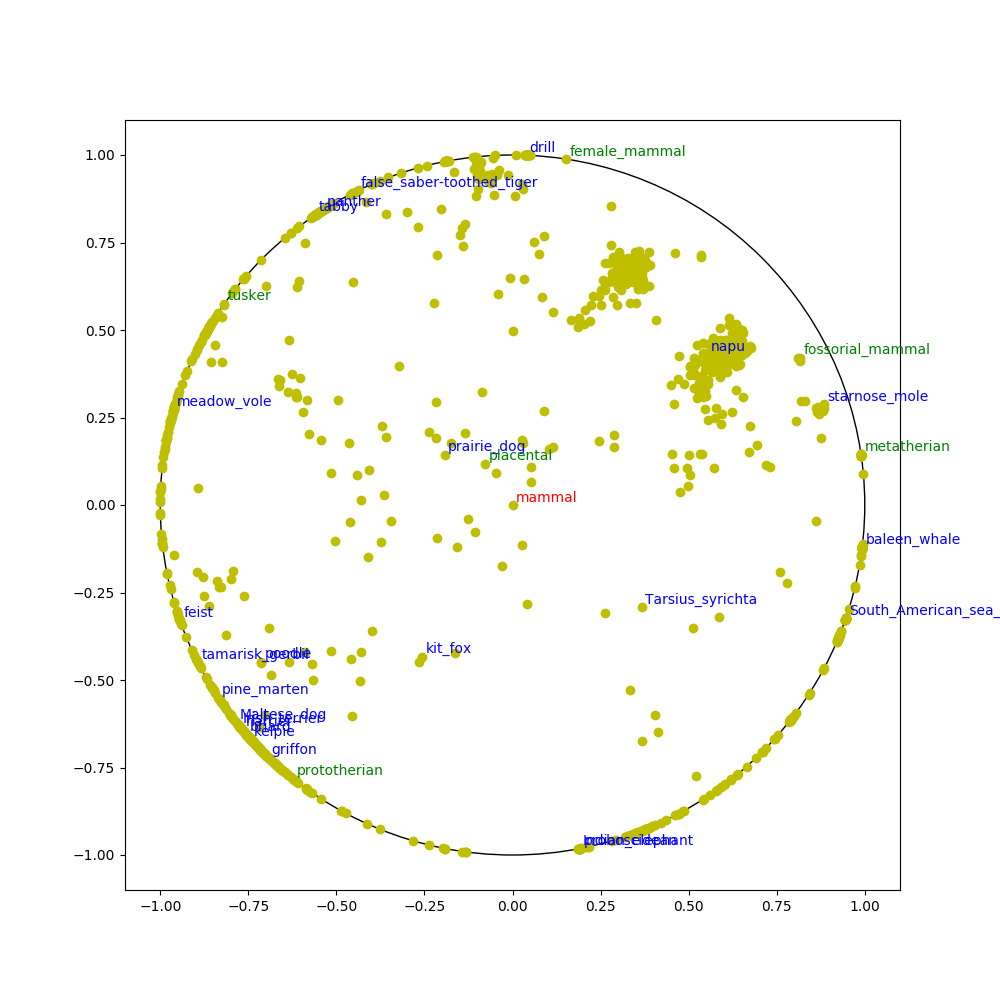 1.00
0.75
0.50
0.25
0.00
−0.25
−0.50
−0.75
−1.00
−1.00
−0.75
−0.50
−0.25
0.00
0.25
0.50
0.75
1.00
drill
female_mammal
false_saber-toothed_tiger
panther
tabby
tusker
napu
fossorial_mammal
meadow_vole
starnose_mole
prairie_dog
placental
metatherian
mammal
baleen_whale
Tarsius_syrichta
South_American_sea_
feist
kit_fox
tamarisk_gerbil
poodle
pine_marten
Maltese_dog
Irish_terrier
kelpie
griffon
prototherian